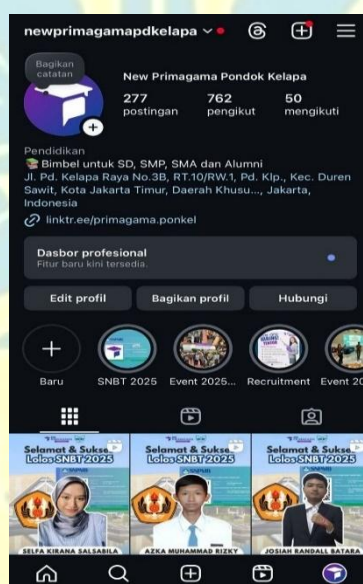 newprimagamapdkelapa
Bagikan catatan
New Primagama Pondok Kelapa
277 762 50
postingan pengikut mengikuti
Pendidikan
📚 Bimbel untuk SD, SMP, SMA dan Alumni
Jl. Pd. Kelapa Raya No.3B, RT.10/RW.1, Pd. Klp., Kec. Duren
Sawit, Kota Jakarta Timur, Daerah Khusu..., Jakarta,
Indonesia
linktr.ee/primagama.ponkel
Dasbor profesional
Fitur baru kini tersedia.
Edit profil Bagikan profil Hubungi
Baru SNBT 2025 Event 2025... Recruitment Event 20
Selamat & Sukse Selamat & Sukse Selamat & Sukse
Lolos SNBT 2025 Lolos SNBT 2025 Lolos SNBT 2025
SELFA KIRANA SALSABILA AZKA MUHAMMAD RIZKY JOSIAH RANDALL BATARA